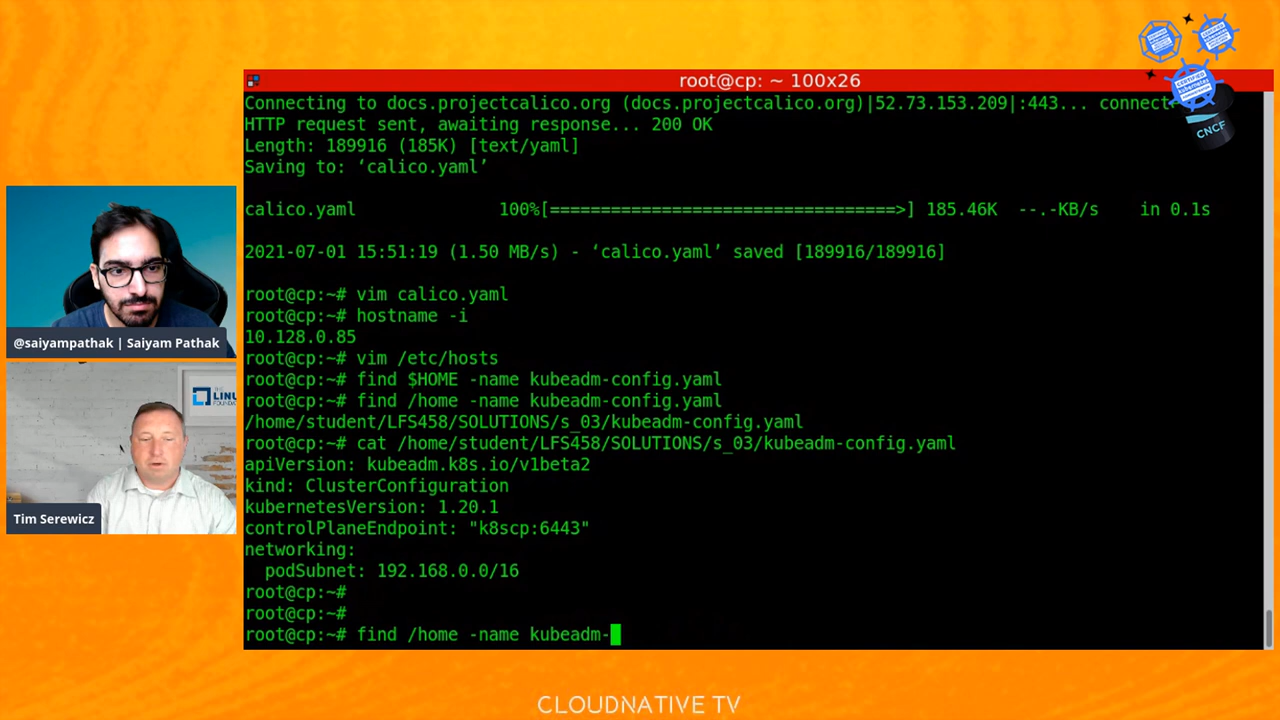 root@cp: ~ 100x26
Connecting to docs.projectcalico.org (docs.projectcalico.org)|52.73.153.209|:443... connect
HTTP request sent, awaiting response... 200 OK
Length: 189916 (185K) [text/yaml]
Saving to: ‘calico.yaml’
calico.yaml 100%[==================================>] 185.46K --.-KB/s in 0.1s
2021-07-01 15:51:19 (1.50 MB/s) - ‘calico.yaml’ saved [189916/189916]
root@cp:~# vim calico.yaml
root@cp:~# hostname -i
10.128.0.85
root@cp:~# vim /etc/hosts
root@cp:~# find $HOME -name kubeadm-config.yaml
root@cp:~# find /home -name kubeadm-config.yaml
/home/student/LFS458/SOLUTIONS/s_03/kubeadm-config.yaml
root@cp:~# cat /home/student/LFS458/SOLUTIONS/s_03/kubeadm-config.yaml
apiVersion: kubeadm.k8s.io/v1beta2
kind: ClusterConfiguration
kubernetesVersion: 1.20.1
controlPlaneEndpoint: "k8scp:6443"
networking:
  podSubnet: 192.168.0.0/16
root@cp:~#
root@cp:~#
root@cp:~# find /home -name kubeadm-
@saiyampathak | Saiyam Pathak
Tim Serewicz
CNCF
CLOUDNATIVE TV